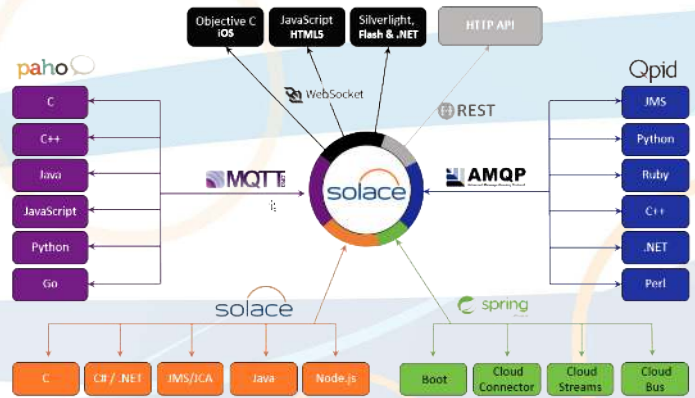 Objective C
iOS
JavaScript
HTML5
Silverlight,
Flash & .NET
HTTP API
paho
Qpid
WebSocket
REST
C
C++
Java
JavaScript
Python
Go
MQTT
solace
AMQP
JMS
Python
Ruby
C++
.NET
Perl
solace
spring
C
C# / .NET
JMS/JCA
Java
Node.js
Boot
Cloud
Connector
Cloud
Streams
Cloud
Bus